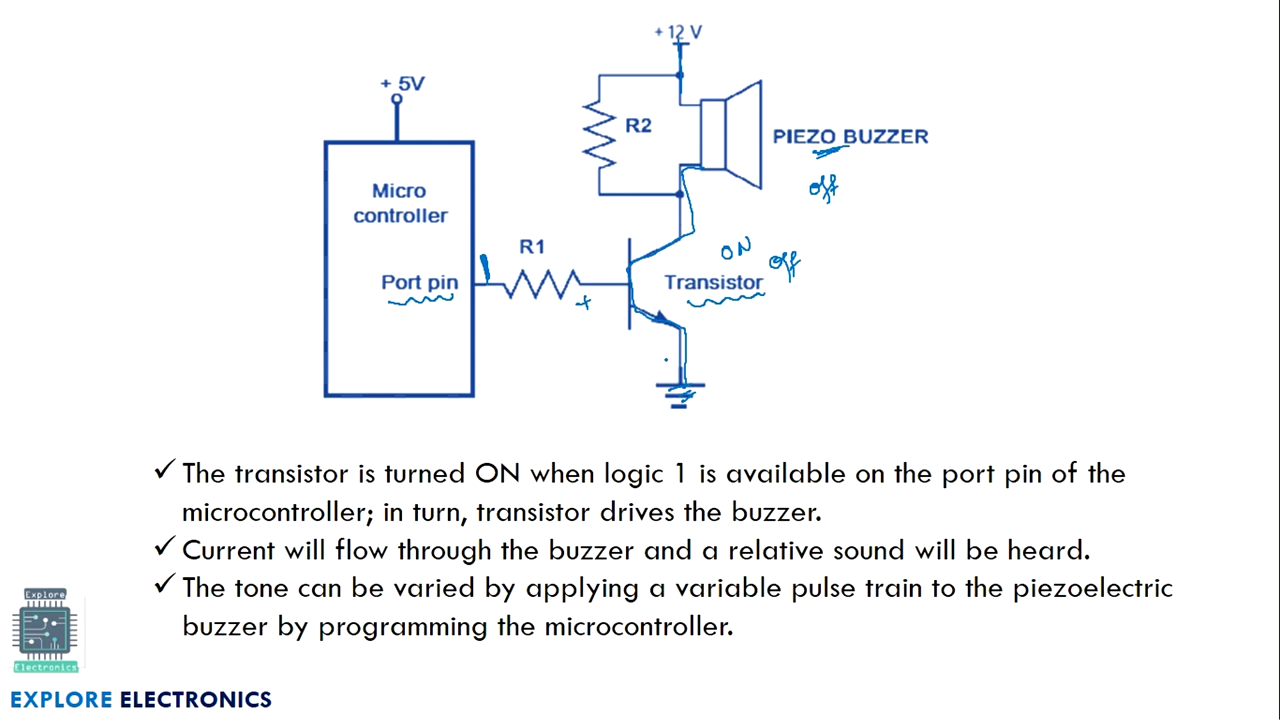 + 12 V
+ 5V
R2
PIEZO BUZZER
off
Micro
controller
R1
ON
off
Port pin
+
Transistor
✓ The transistor is turned ON when logic 1 is available on the port pin of the
microcontroller; in turn, transistor drives the buzzer.
✓ Current will flow through the buzzer and a relative sound will be heard.
✓ The tone can be varied by applying a variable pulse train to the piezoelectric
buzzer by programming the microcontroller.
Explore
Electronics
EXPLORE ELECTRONICS